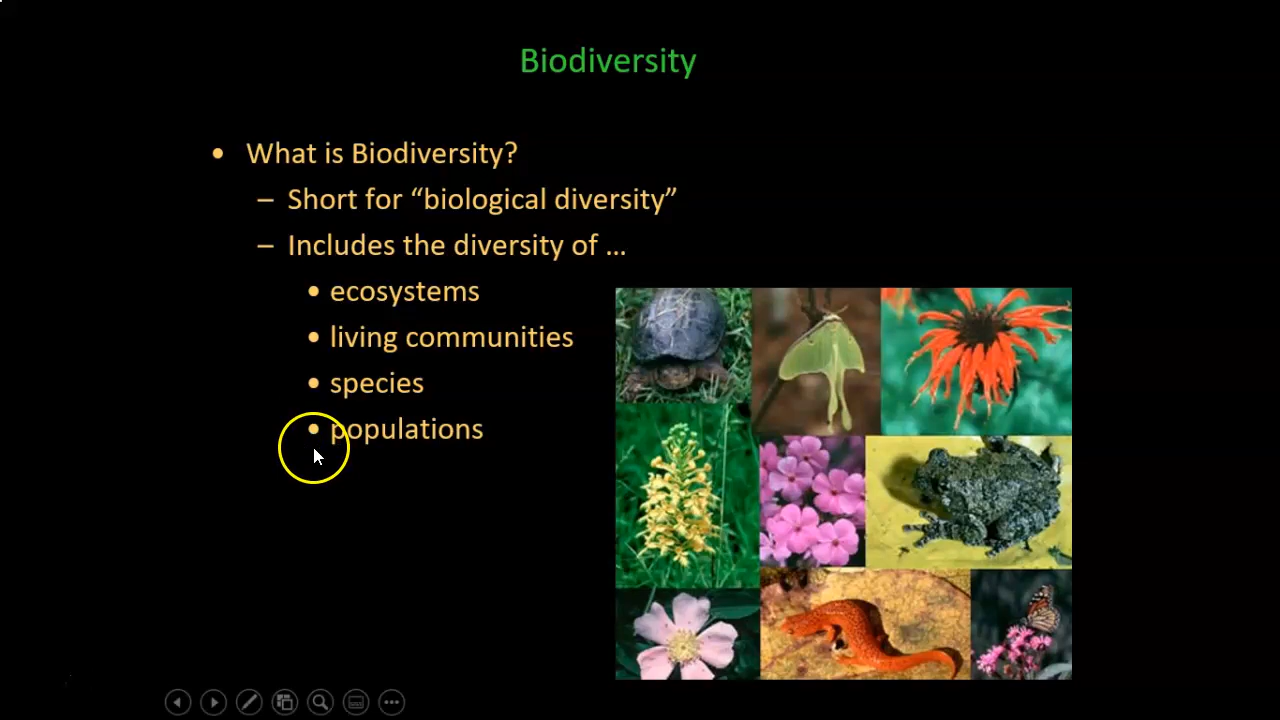 Biodiversity
• What is Biodiversity?
– Short for “biological diversity”
– Includes the diversity of …
• ecosystems
• living communities
• species
• populations